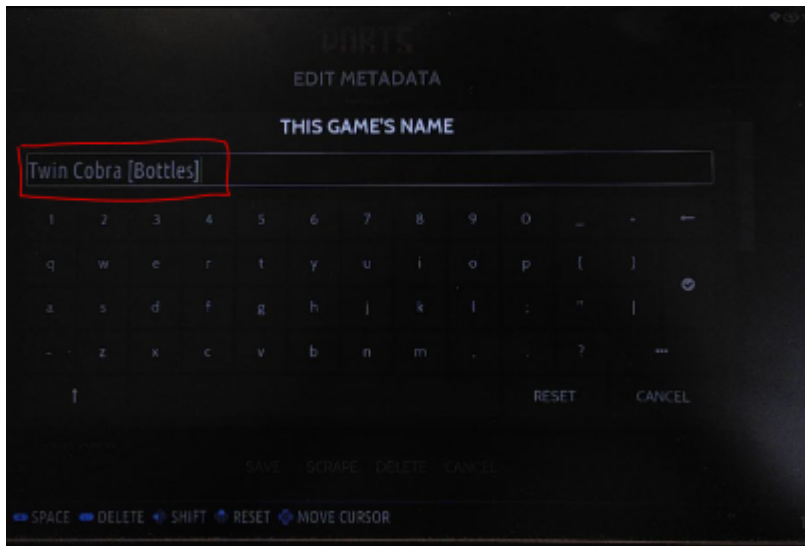 PORTS
EDIT METADATA
THIS GAME'S NAME
Twin Cobra [Bottles]
1 2 3 4 5 6 7 8 9 0 _ +
q w e r t y u i o p { }
a s d f g h j k l : " |
- z x c v b n m , . ?
RESET CANCEL
SAVE SCRAPE DELETE CANCEL
SPACE DELETE SHIFT RESET MOVE CURSOR